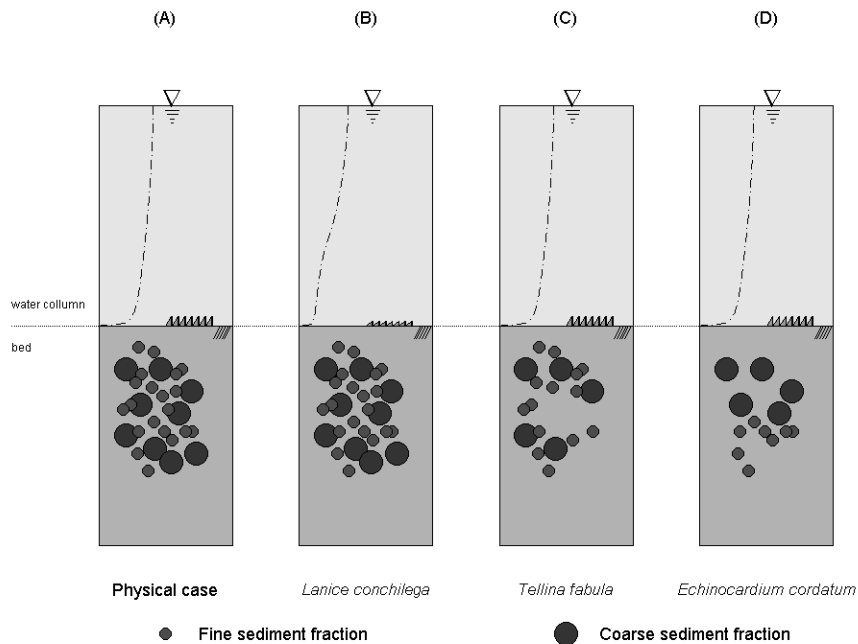 (A) (B) (C) (D)
water collumn
bed
Physical case Lanice conchilega Tellina fabula Echinocardium cordatum
Fine sediment fraction Coarse sediment fraction